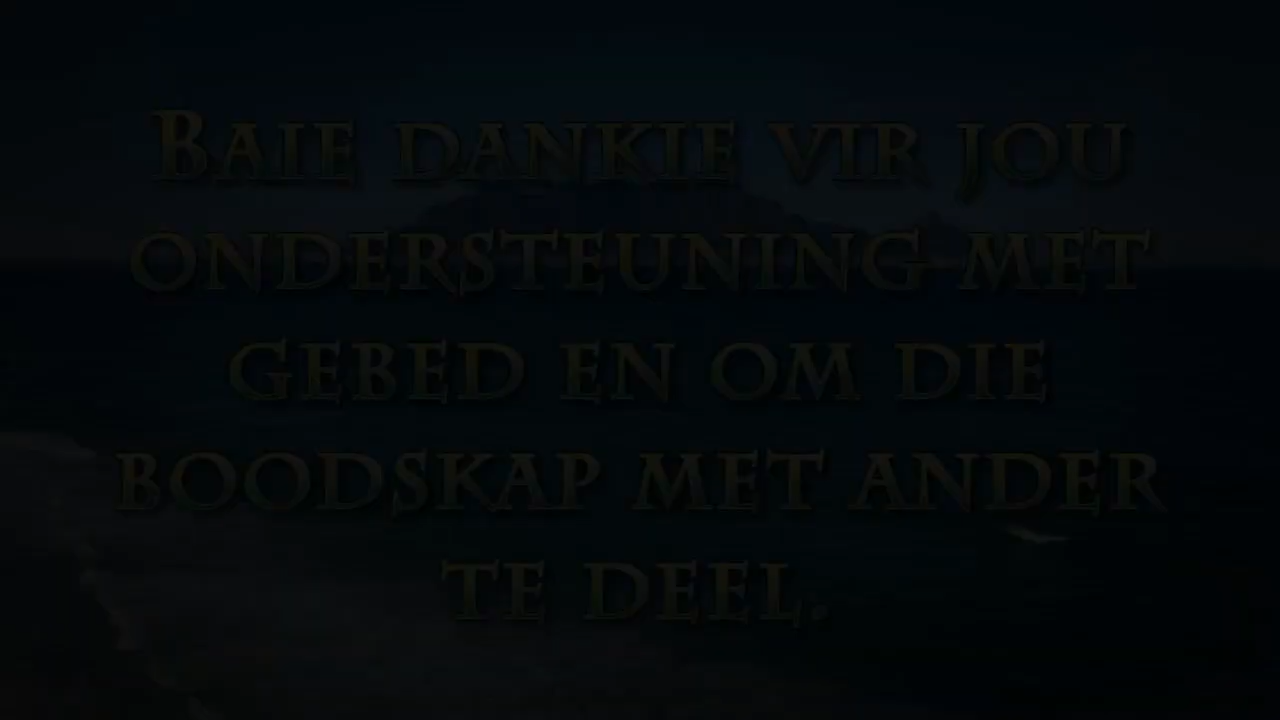 Baie dankie vir jou
ondersteuning met
gebed en om die
boodskap met ander
te deel.